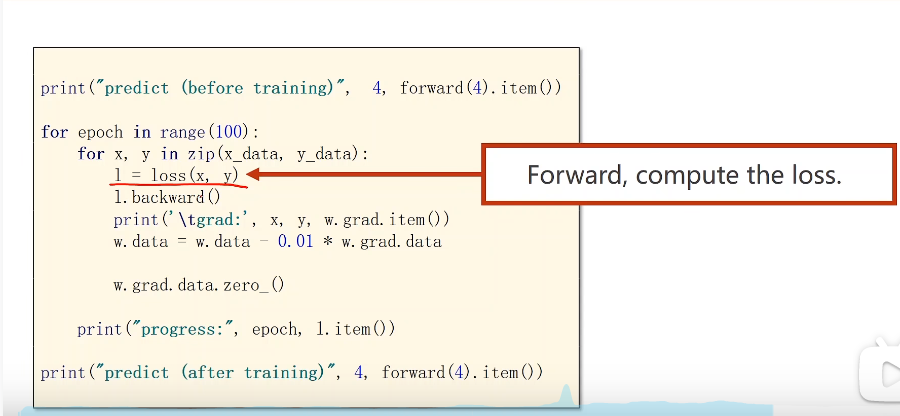 print("predict (before training)", 4, forward(4).item())
for epoch in range(100):
for x, y in zip(x_data, y_data):
l = loss(x, y)
Forward, compute the loss.
l.backward()
print('\tgrad:', x, y, w.grad.item())
w.data = w.data - 0.01 * w.grad.data
w.grad.data.zero_()
print("progress:", epoch, l.item())
print("predict (after training)", 4, forward(4).item())